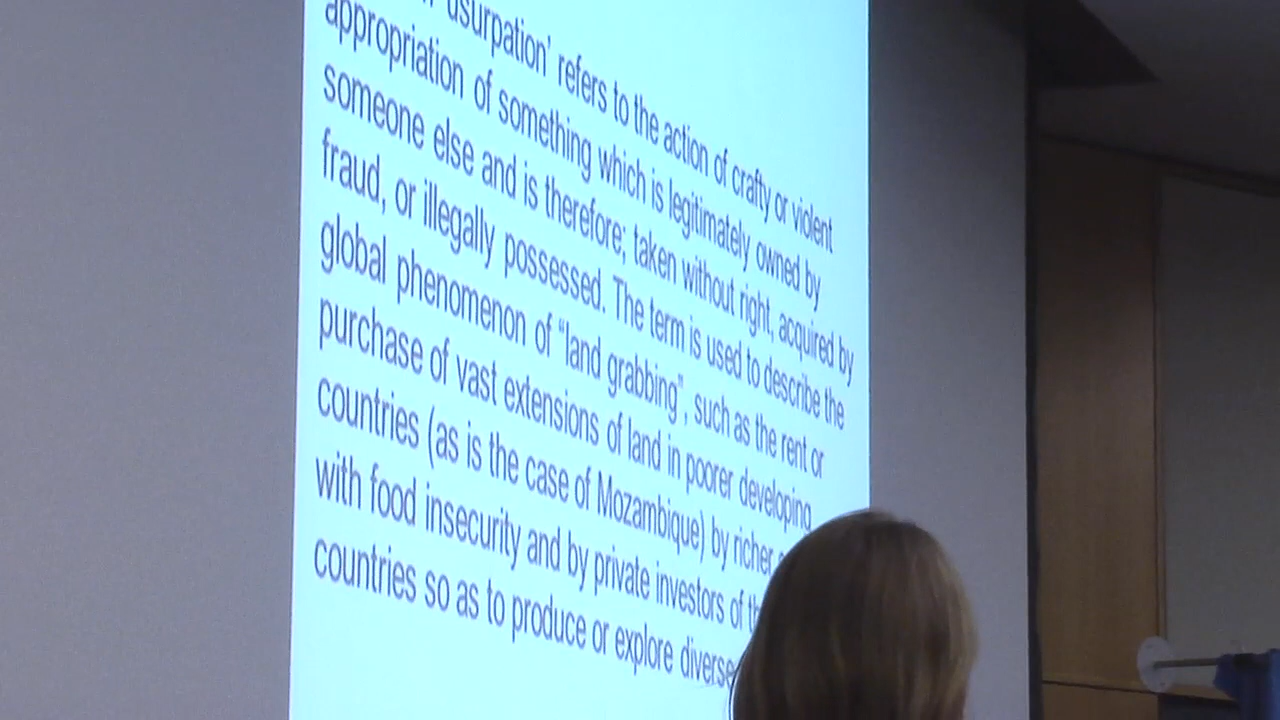 usurpation' refers to the action of crafty or violent
appropriation of something which is legitimately owned by
someone else and is therefore; taken without right, acquired by
fraud, or illegally possessed. The term is used to describe the
global phenomenon of "land grabbing", such as the rent or
purchase of vast extensions of land in poorer developing
countries (as is the case of Mozambique) by richer
with food insecurity and by private investors of
countries so as to produce or explore diverse